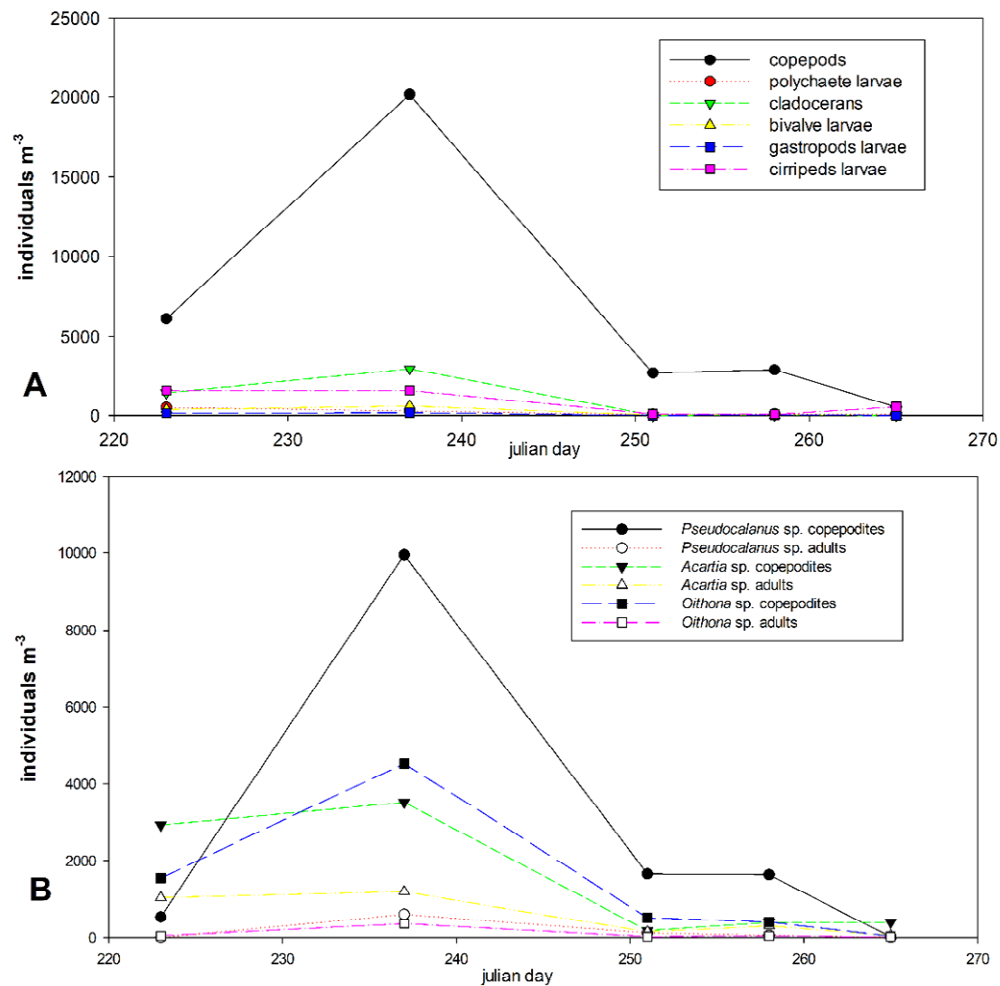 25000
20000
15000
10000
5000
0
individuals m-3
copepods
polychaete larvae
cladocerans
bivalve larvae
gastropods larvae
cirripeds larvae
A
220 230 240 250 260 270
julian day
12000
10000
8000
6000
4000
2000
0
individuals m-3
Pseudocalanus sp. copepodites
Pseudocalanus sp. adults
Acartia sp. copepodites
Acartia sp. adults
Oithona sp. copepodites
Oithona sp. adults
B
220 230 240 250 260 270
julian day